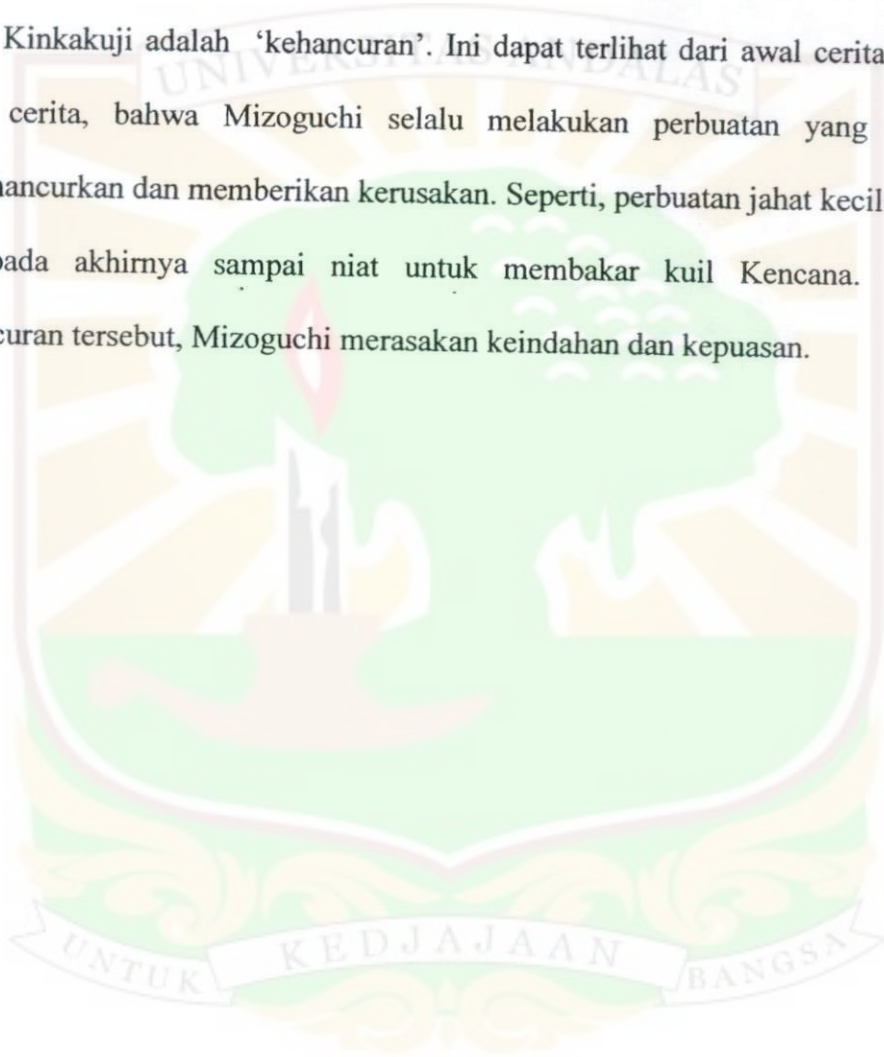 Kinkakuji adalah ‘kehancuran’. Ini dapat terlihat dari awal cerita
cerita, bahwa Mizoguchi selalu melakukan perbuatan yang
ancurkan dan memberikan kerusakan. Seperti, perbuatan jahat kecil
pada akhirnya sampai niat untuk membakar kuil Kencana.
curan tersebut, Mizoguchi merasakan keindahan dan kepuasan.
UNIVERSITAS ANDALAS
UNTUK KEDJAJAAN BANGSA